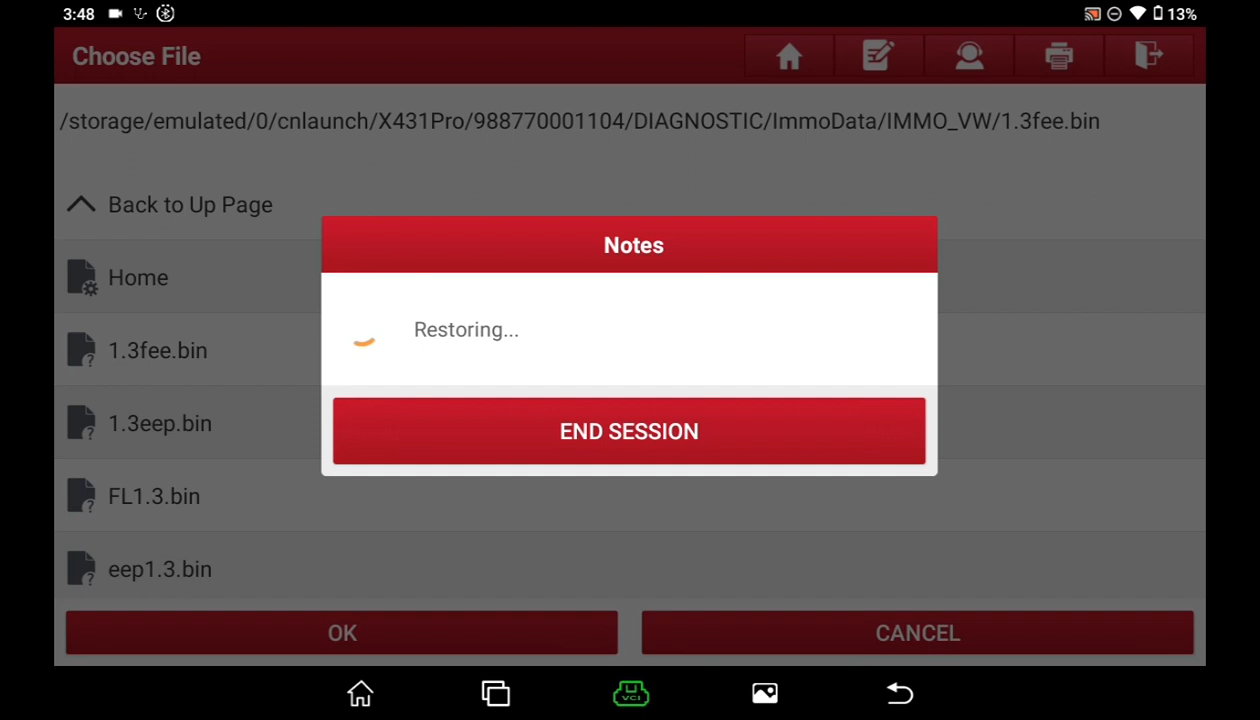 3:48
13%
Choose File
/storage/emulated/0/cnlaunch/X431Pro/988770001104/DIAGNOSTIC/ImmoData/IMMO_VW/1.3fee.bin
Back to Up Page
Home
1.3fee.bin
1.3eep.bin
FL1.3.bin
eep1.3.bin
Notes
Restoring...
END SESSION
OK
CANCEL
VCI